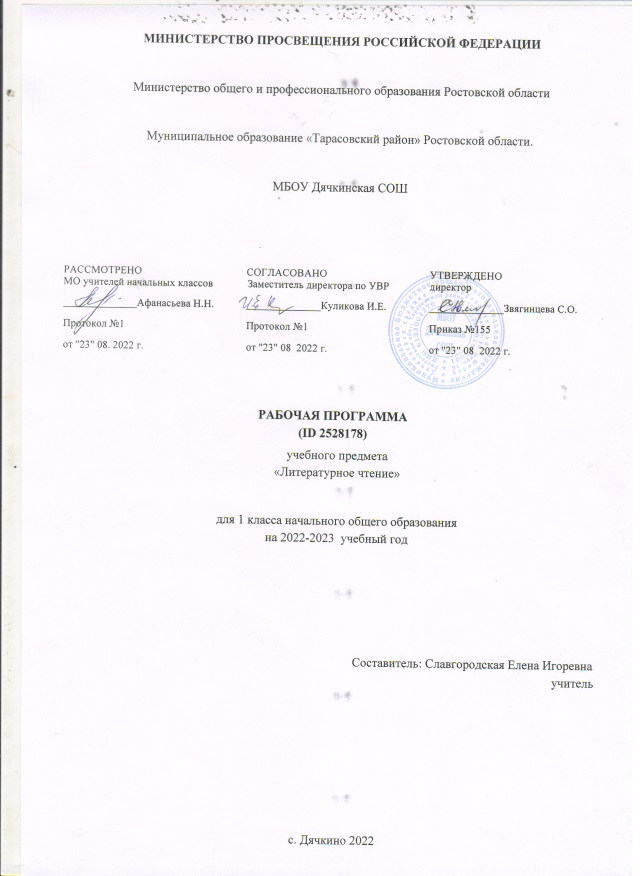 МИНИСТЕРСТВО ПРОСВЕЩЕНИЯ РОССИЙСКОЙ ФЕДЕРАЦИИ
Министерство общего и профессионального образования Ростовской области
Муниципальное образование «Тарасовский район» Ростовской области.
МБОУ Дячкинская СОШ
РАССМОТРЕНО
МО учителей начальных классов
Афанасьева Н.Н.
Протокол №1
от "23" 08. 2022 г.
СОГЛАСОВАНО
Заместитель директора по УВР
Куликова И.Е.
Протокол №1
от "23" 08 2022 г.
УТВЕРЖДЕНО
директор
Звягинцева С.О.
Приказ №155
от "23" 08 2022 г.
РАБОЧАЯ ПРОГРАММА
(ID 2528178)
учебного предмета
«Литературное чтение»
для 1 класса начального общего образования
на 2022-2023 учебный год
Составитель: Славгородская Елена Игоревна
учитель
с. Дячкино 2022